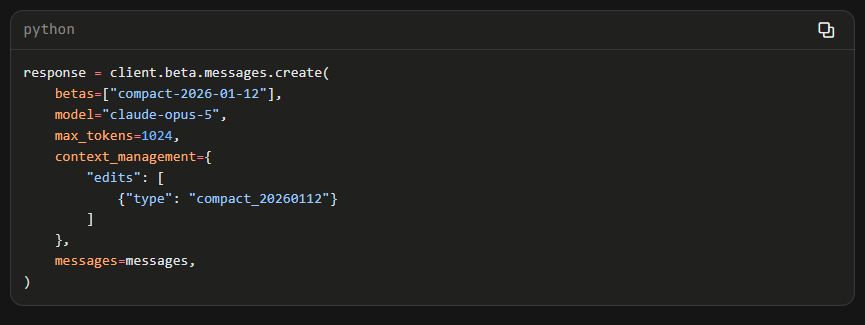 python
response = client.beta.messages.create(
    betas=["compact-2026-01-12"],
    model="claude-opus-5",
    max_tokens=1024,
    context_management={
        "edits": [
            {"type": "compact_20260112"}
        ]
    },
    messages=messages,
)